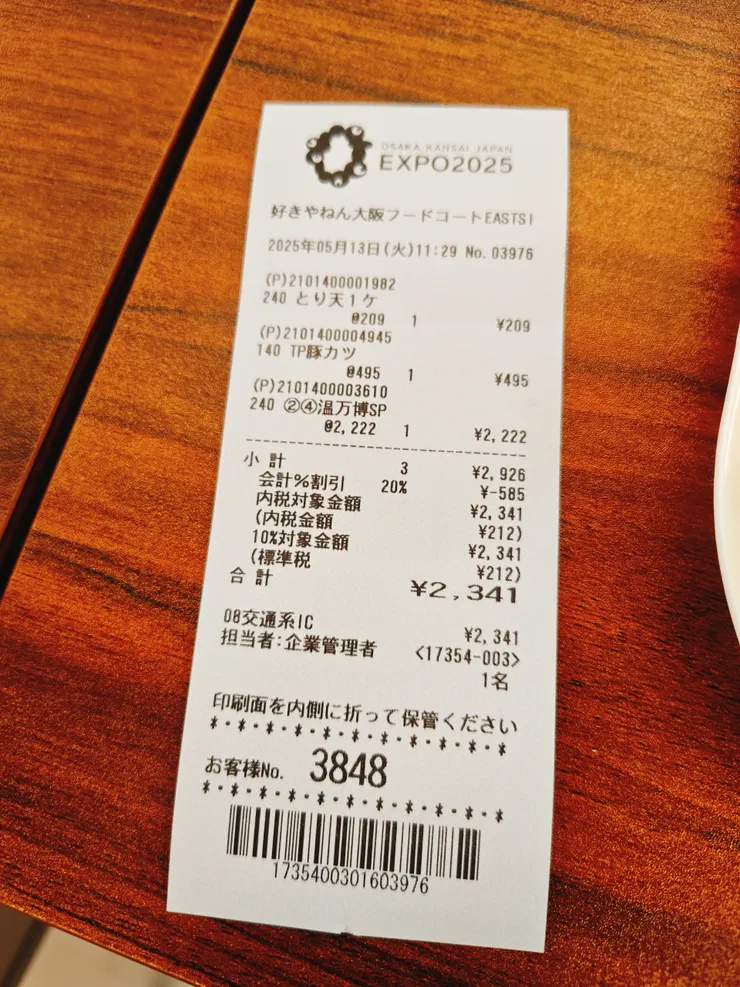 OSAKA, KANSAI, JAPAN
EXPO2025
好きやねん大阪フードコートEASTSI
2025年05月13日(火)11:29 No.03976
(P)2101400001982
240 とり天1ケ
@209 1 ¥209
(P)2101400004945
140 TP豚カツ
@495 1 ¥495
(P)2101400003610
240 ②④温万博SP
@2,222 1 ¥2,222
小 計 3 ¥2,926
会計%割引 20% ¥-585
内税対象金額 ¥2,341
(内税金額 ¥212)
10%対象金額 ¥2,341
(標準税 ¥212)
合 計 ¥2,341
08交通系IC ¥2,341
担当者:企業管理者 <17354-003>
1名
印刷面を内側に折って保管ください
*・*・*・*・*・*・*・*・*・*・*
お客様No. 3848
*・*・*・*・*・*・*・*・*・*・*
1735400301603976